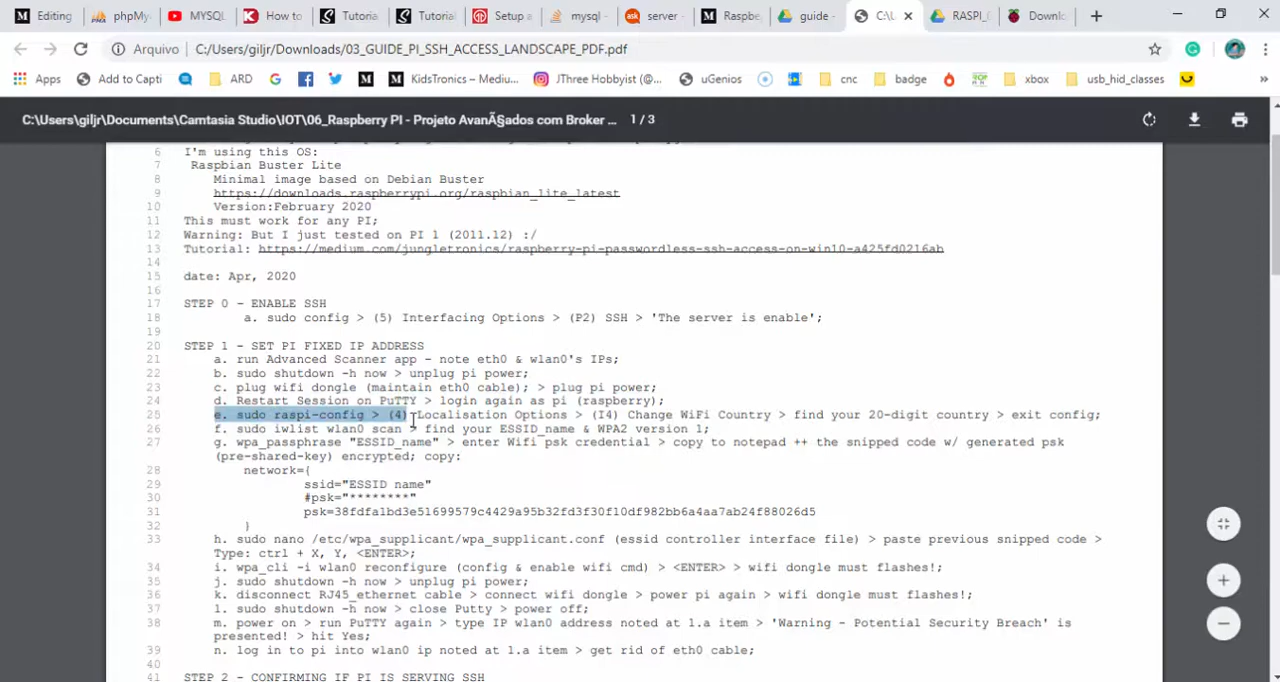 Editing
phpMy
MYSQL
How to
Tutoria
Tutoria
Setup a
mysql -
server -
Raspbe
guide -
C:\U
RASPI_
Downlo
Arquivo C:/Users/giljr/Downloads/03_GUIDE_PI_SSH_ACCESS_LANDSCAPE_PDF.pdf
Apps Add to Capti ARD KidsTronics – Mediu... JThree Hobbyist (@... uGenios cnc badge xbox usb_hid_classes »
C:\Users\giljr\Documents\Camtasia Studio\IOT\06_Raspberry PI - Projeto AvanÃ§ados com Broker ... 1 / 3
6 I'm using this OS:
7 Raspbian Buster Lite
8 Minimal image based on Debian Buster
9 https://downloads.raspberrypi.org/raspbian_lite_latest
10 Version:February 2020
11 This must work for any PI;
12 Warning: But I just tested on PI 1 (2011.12) :/
13 Tutorial: https://medium.com/jungletronics/raspberry-pi-passwordless-ssh-access-on-win10-a425fd0216ab
14
15 date: Apr, 2020
16
17 STEP 0 - ENABLE SSH
18 a. sudo config > (5) Interfacing Options > (P2) SSH > 'The server is enable';
19
20 STEP 1 - SET PI FIXED IP ADDRESS
21 a. run Advanced Scanner app - note eth0 & wlan0's IPs;
22 b. sudo shutdown -h now > unplug pi power;
23 c. plug wifi dongle (maintain eth0 cable); > plug pi power;
24 d. Restart Session on PuTTY > login again as pi (raspberry);
25 e. sudo raspi-config > (4) Localisation Options > (I4) Change WiFi Country > find your 20-digit country > exit config;
26 f. sudo iwlist wlan0 scan > find your ESSID_name & WPA2 version 1;
27 g. wpa_passphrase "ESSID_name" > enter Wifi psk credential > copy to notepad ++ the snipped code w/ generated psk
(pre-shared-key) encrypted; copy:
28 network={
29 ssid="ESSID name"
30 #psk="********"
31 psk=38fdfa1bd3e51699579c4429a95b32fd3f30f10df982bb6a4aa7ab24f88026d5
32 }
33 h. sudo nano /etc/wpa_supplicant/wpa_supplicant.conf (essid controller interface file) > paste previous snipped code >
Type: ctrl + X, Y, <ENTER>;
34 i. wpa_cli -i wlan0 reconfigure (config & enable wifi cmd) > <ENTER> > wifi dongle must flashes!;
35 j. sudo shutdown -h now > unplug pi power;
36 k. disconnect RJ45_ethernet cable > connect wifi dongle > power pi again > wifi dongle must flashes!;
37 l. sudo shutdown -h now > close Putty > power off;
38 m. power on > run PuTTY again > type IP wlan0 address noted at 1.a item > 'Warning - Potential Security Breach' is
presented! > hit Yes;
39 n. log in to pi into wlan0 ip noted at 1.a item > get rid of eth0 cable;
40
41 STEP 2 - CONFIRMING IF PI IS SERVING SSH